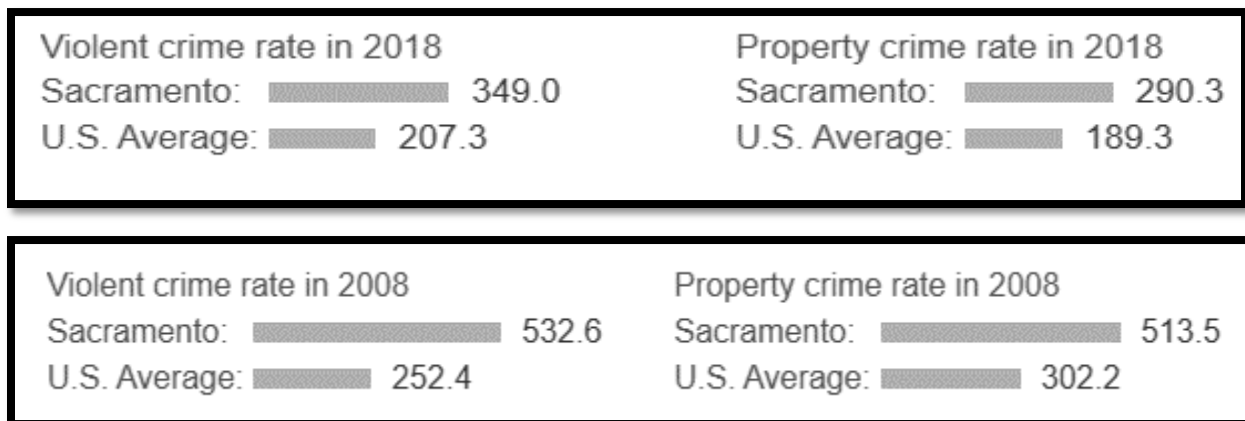 Violent crime rate in 2018
Sacramento: 349.0
U.S. Average: 207.3
Property crime rate in 2018
Sacramento: 290.3
U.S. Average: 189.3
Violent crime rate in 2008
Sacramento: 532.6
U.S. Average: 252.4
Property crime rate in 2008
Sacramento: 513.5
U.S. Average: 302.2